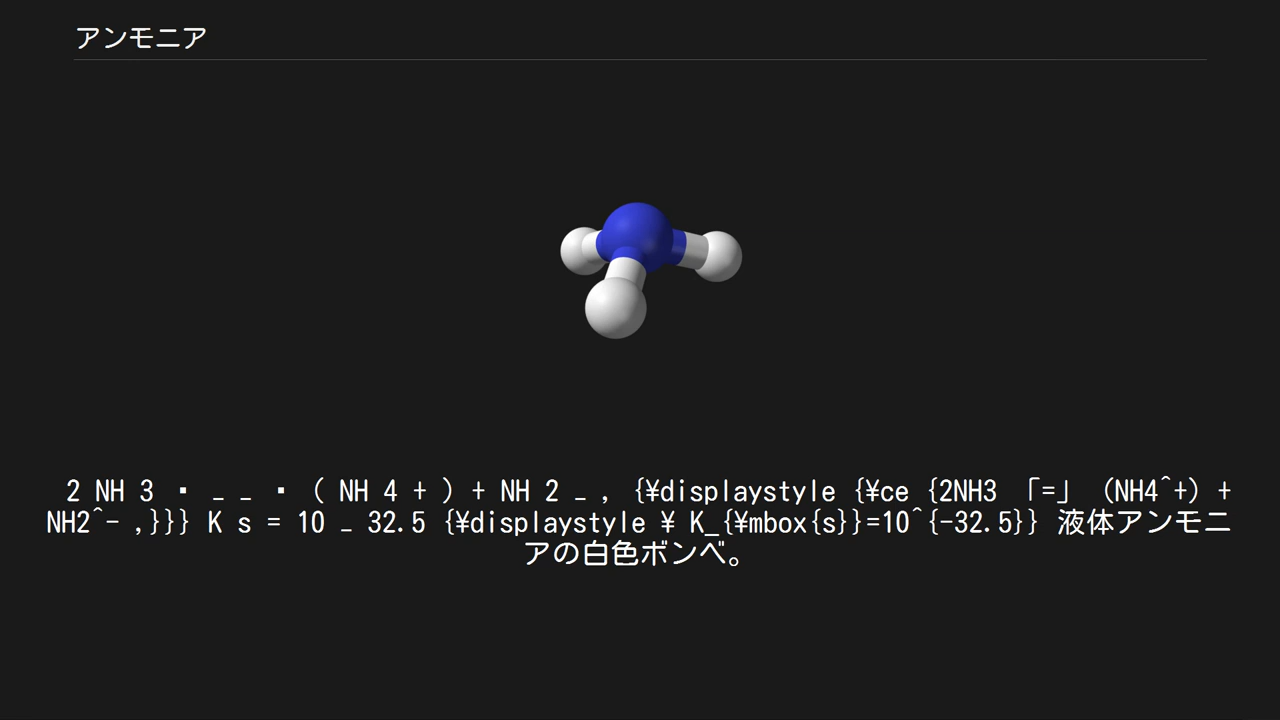 アンモニア
2 NH 3 ・ _ _ ・ ( NH 4 + ) + NH 2 _ , {¥displaystyle {¥ce {2NH3 「=」 (NH4^+) +
NH2^- ,}}} K s = 10 _ 32.5 {¥displaystyle ¥ K_{¥mbox{s}}=10^{-32.5}} 液体アンモニ
アの白色ボンベ。